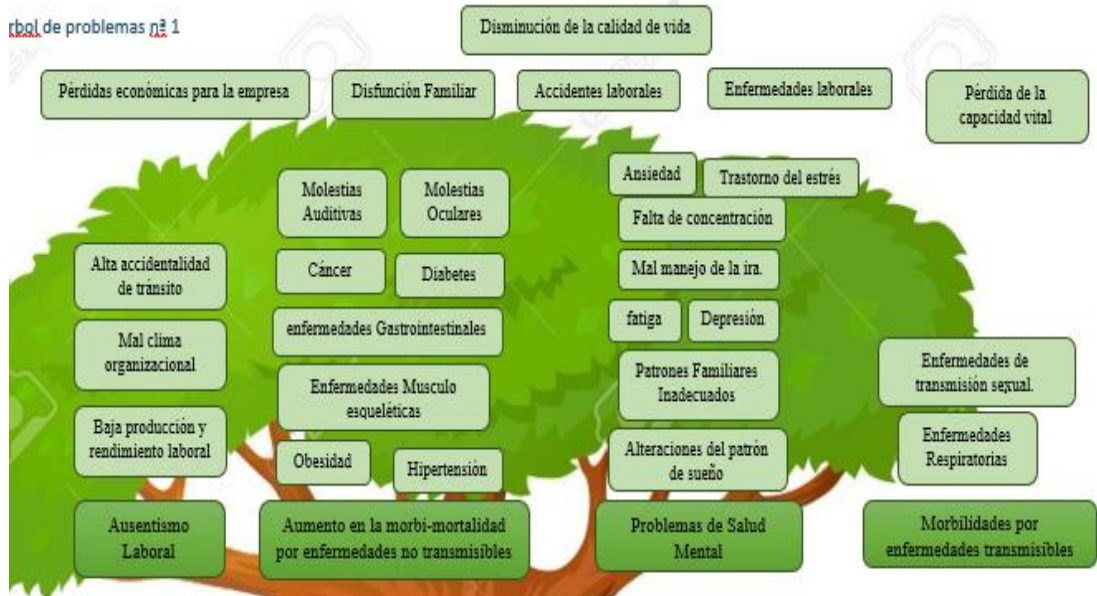 rbol de problemas nª 1
Disminución de la calidad de vida
Pérdidas económicas para la empresa
Disfunción Familiar
Accidentes laborales
Enfermedades laborales
Pérdida de la
capacidad vital
Alta accidentalidad
de tránsito
Mal clima
organizacional
Baja producción y
rendimiento laboral
Ausentismo
Laboral
Molestias
Auditivas
Molestias
Oculares
Cáncer
Diabetes
enfermedades Gastrointestinales
Enfermedades Musculo
esqueléticas
Obesidad
Hipertensión
Aumento en la morbi-mortalidad
por enfermedades no transmisibles
Ansiedad
Trastorno del estrés
Falta de concentración
Mal manejo de la ira.
fatiga
Depresión
Patrones Familiares
Inadecuados
Alteraciones del patrón
de sueño
Problemas de Salud
Mental
Enfermedades de
transmisión sexual.
Enfermedades
Respiratorias
Morbilidades por
enfermedades transmisibles